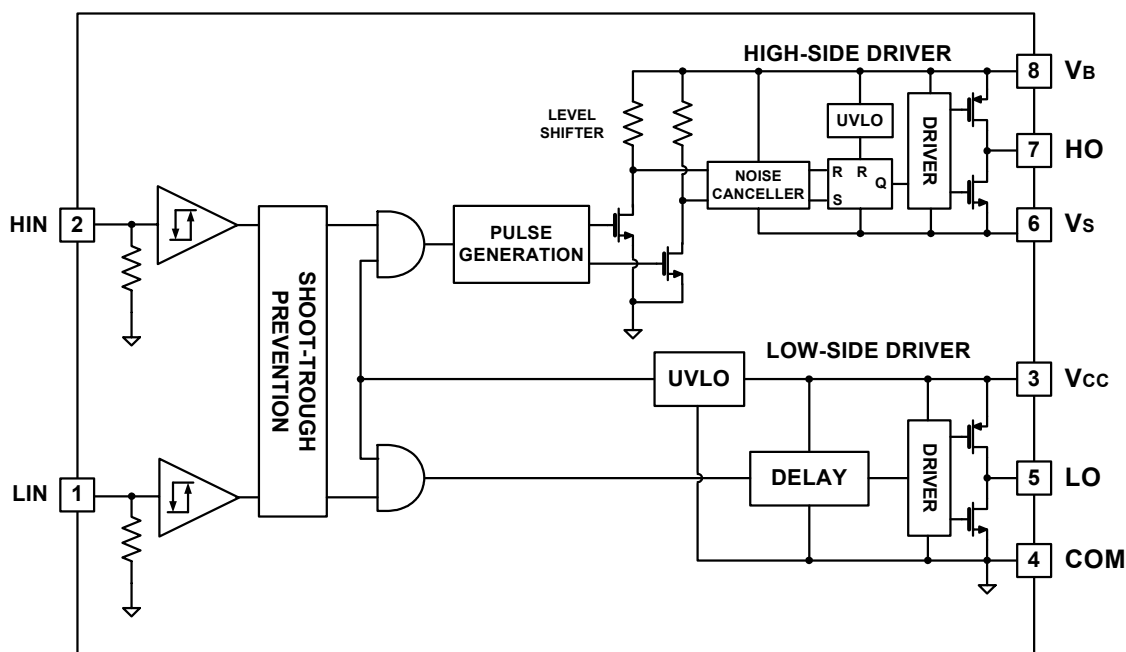 HIGH-SIDE DRIVER
8 VB
LEVEL
SHIFTER
UVLO
DRIVER
7 HO
NOISE
CANCELLER
R R
S Q
HIN 2
6 VS
PULSE
GENERATION
SHOOT-TROUGH
PREVENTION
LOW-SIDE DRIVER
UVLO
3 VCC
DRIVER
LIN 1
DELAY
5 LO
4 COM